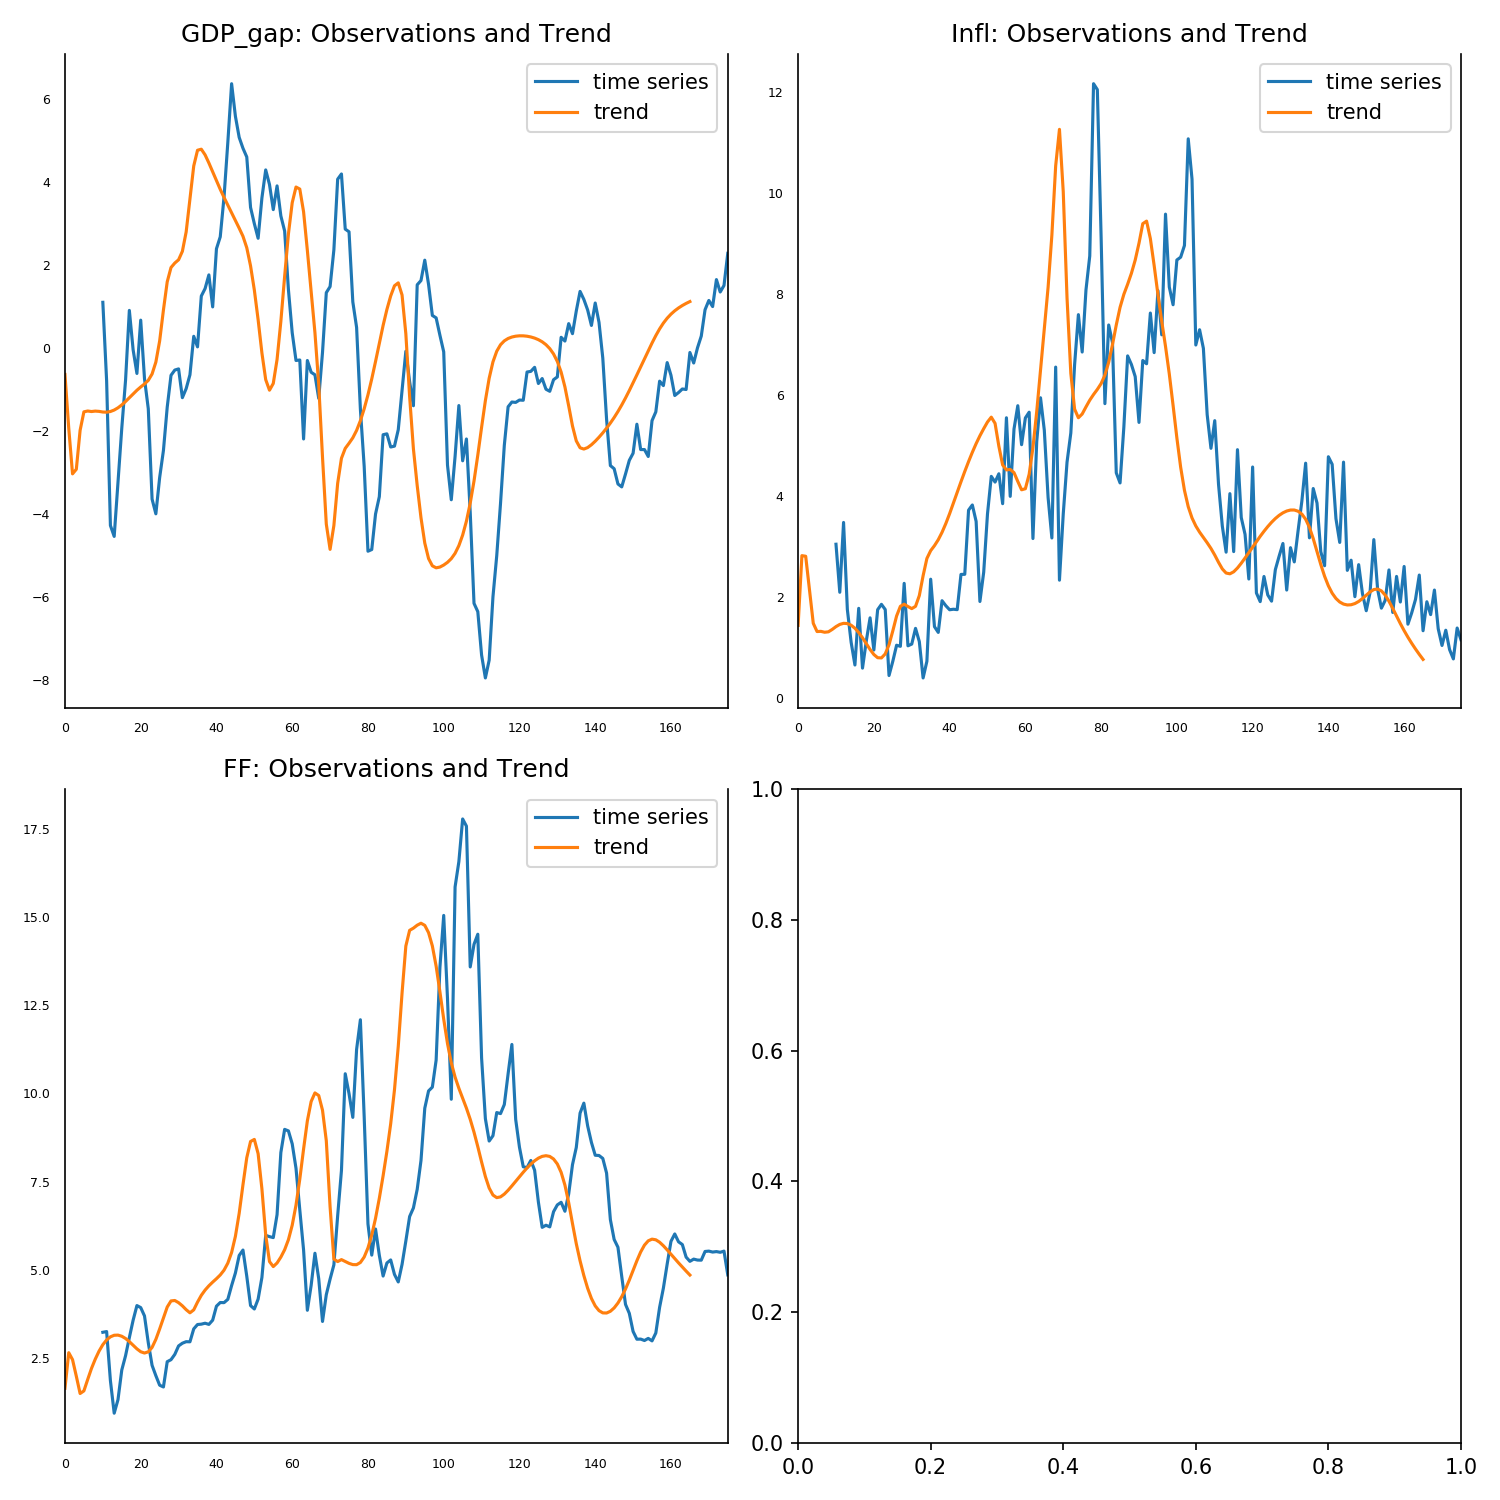 GDP_gap: Observations and Trend
time series
trend
6
4
2
0
−2
−4
−6
−8
0 20 40 60 80 100 120 140 160
Infl: Observations and Trend
time series
trend
12
10
8
6
4
2
0
0 20 40 60 80 100 120 140 160
FF: Observations and Trend
time series
trend
17.5
15.0
12.5
10.0
7.5
5.0
2.5
0 20 40 60 80 100 120 140 160
1.0
0.8
0.6
0.4
0.2
0.0
0.0 0.2 0.4 0.6 0.8 1.0